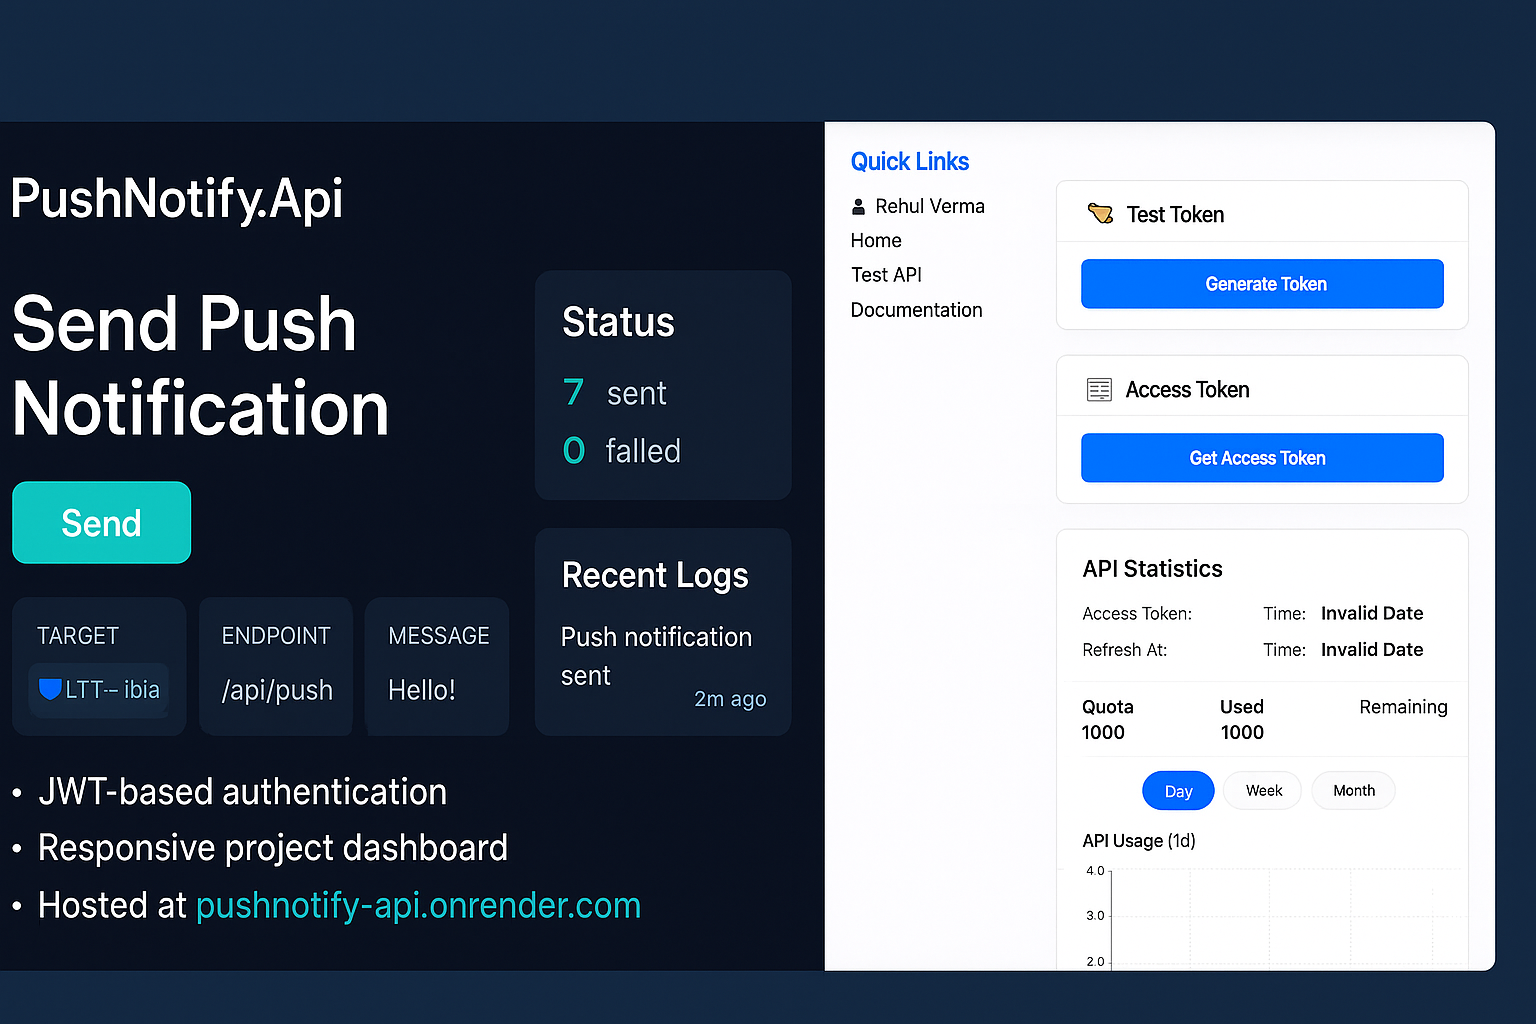 PushNotify.Api
Send Push
Notification
Send
TARGET
LTT-- ibia
ENDPOINT
/api/push
MESSAGE
Hello!
Status
7 sent
0 falled
Recent Logs
Push notification
sent
2m ago
• JWT-based authentication
• Responsive project dashboard
• Hosted at pushnotify-api.onrender.com
Quick Links
Rehul Verma
Home
Test API
Documentation
Test Token
Generate Token
Access Token
Get Access Token
API Statistics
Access Token: Time: Invalid Date
Refresh At: Time: Invalid Date
Quota Used Remaining
1000 1000
Day Week Month
API Usage (1d)
4.0
3.0
2.0